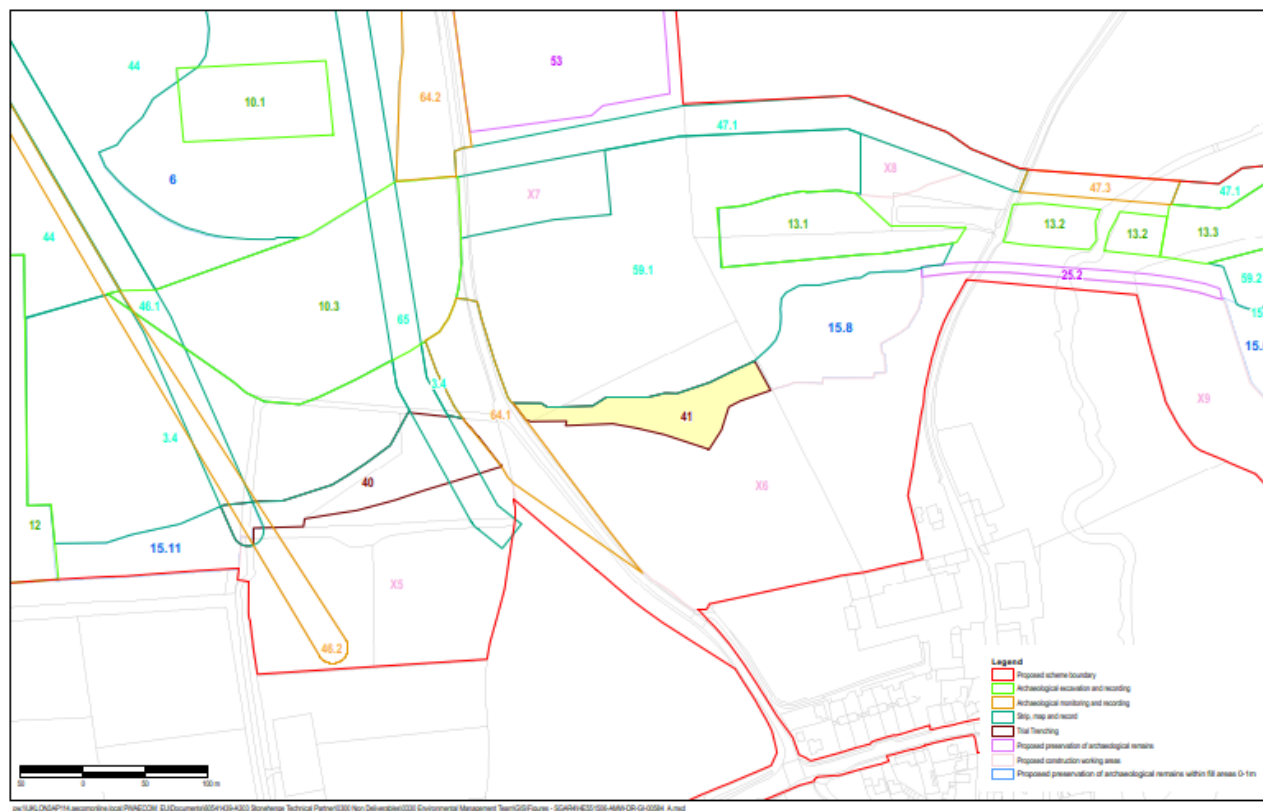 44
53
10.1
64.2
47.1
6
X7
X8
47.3
47.1
13.1
13.2
13.2
13.3
44
59.1
25.2
59.2
46.1
10.3
65
15.8
15.
15.
3.4
64.1
41
X9
3.4
40
X6
12
15.11
X5
46.2
Legend
Proposed scheme boundary
Archaeological excavation and recording
Archaeological monitoring and recording
Strip, map and record
Trial Trenching
Proposed preservation of archaeological remains
Proposed construction working areas
Proposed preservation of archaeological remains within fill areas 0-1m
50 0 50 100 m